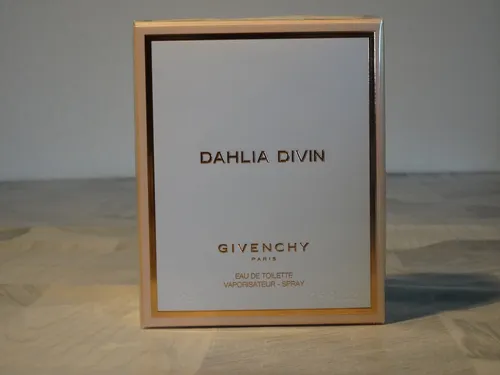 DAHLIA DIVIN
GIVENCHY
PARIS
EAU DE TOILETTE
VAPORISATEUR - SPRAY